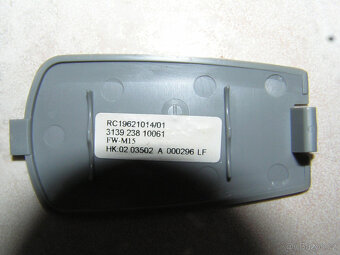 RC19621014/01
3139 238 10061
FW-M15
HK:02 03502 A 000296 LF